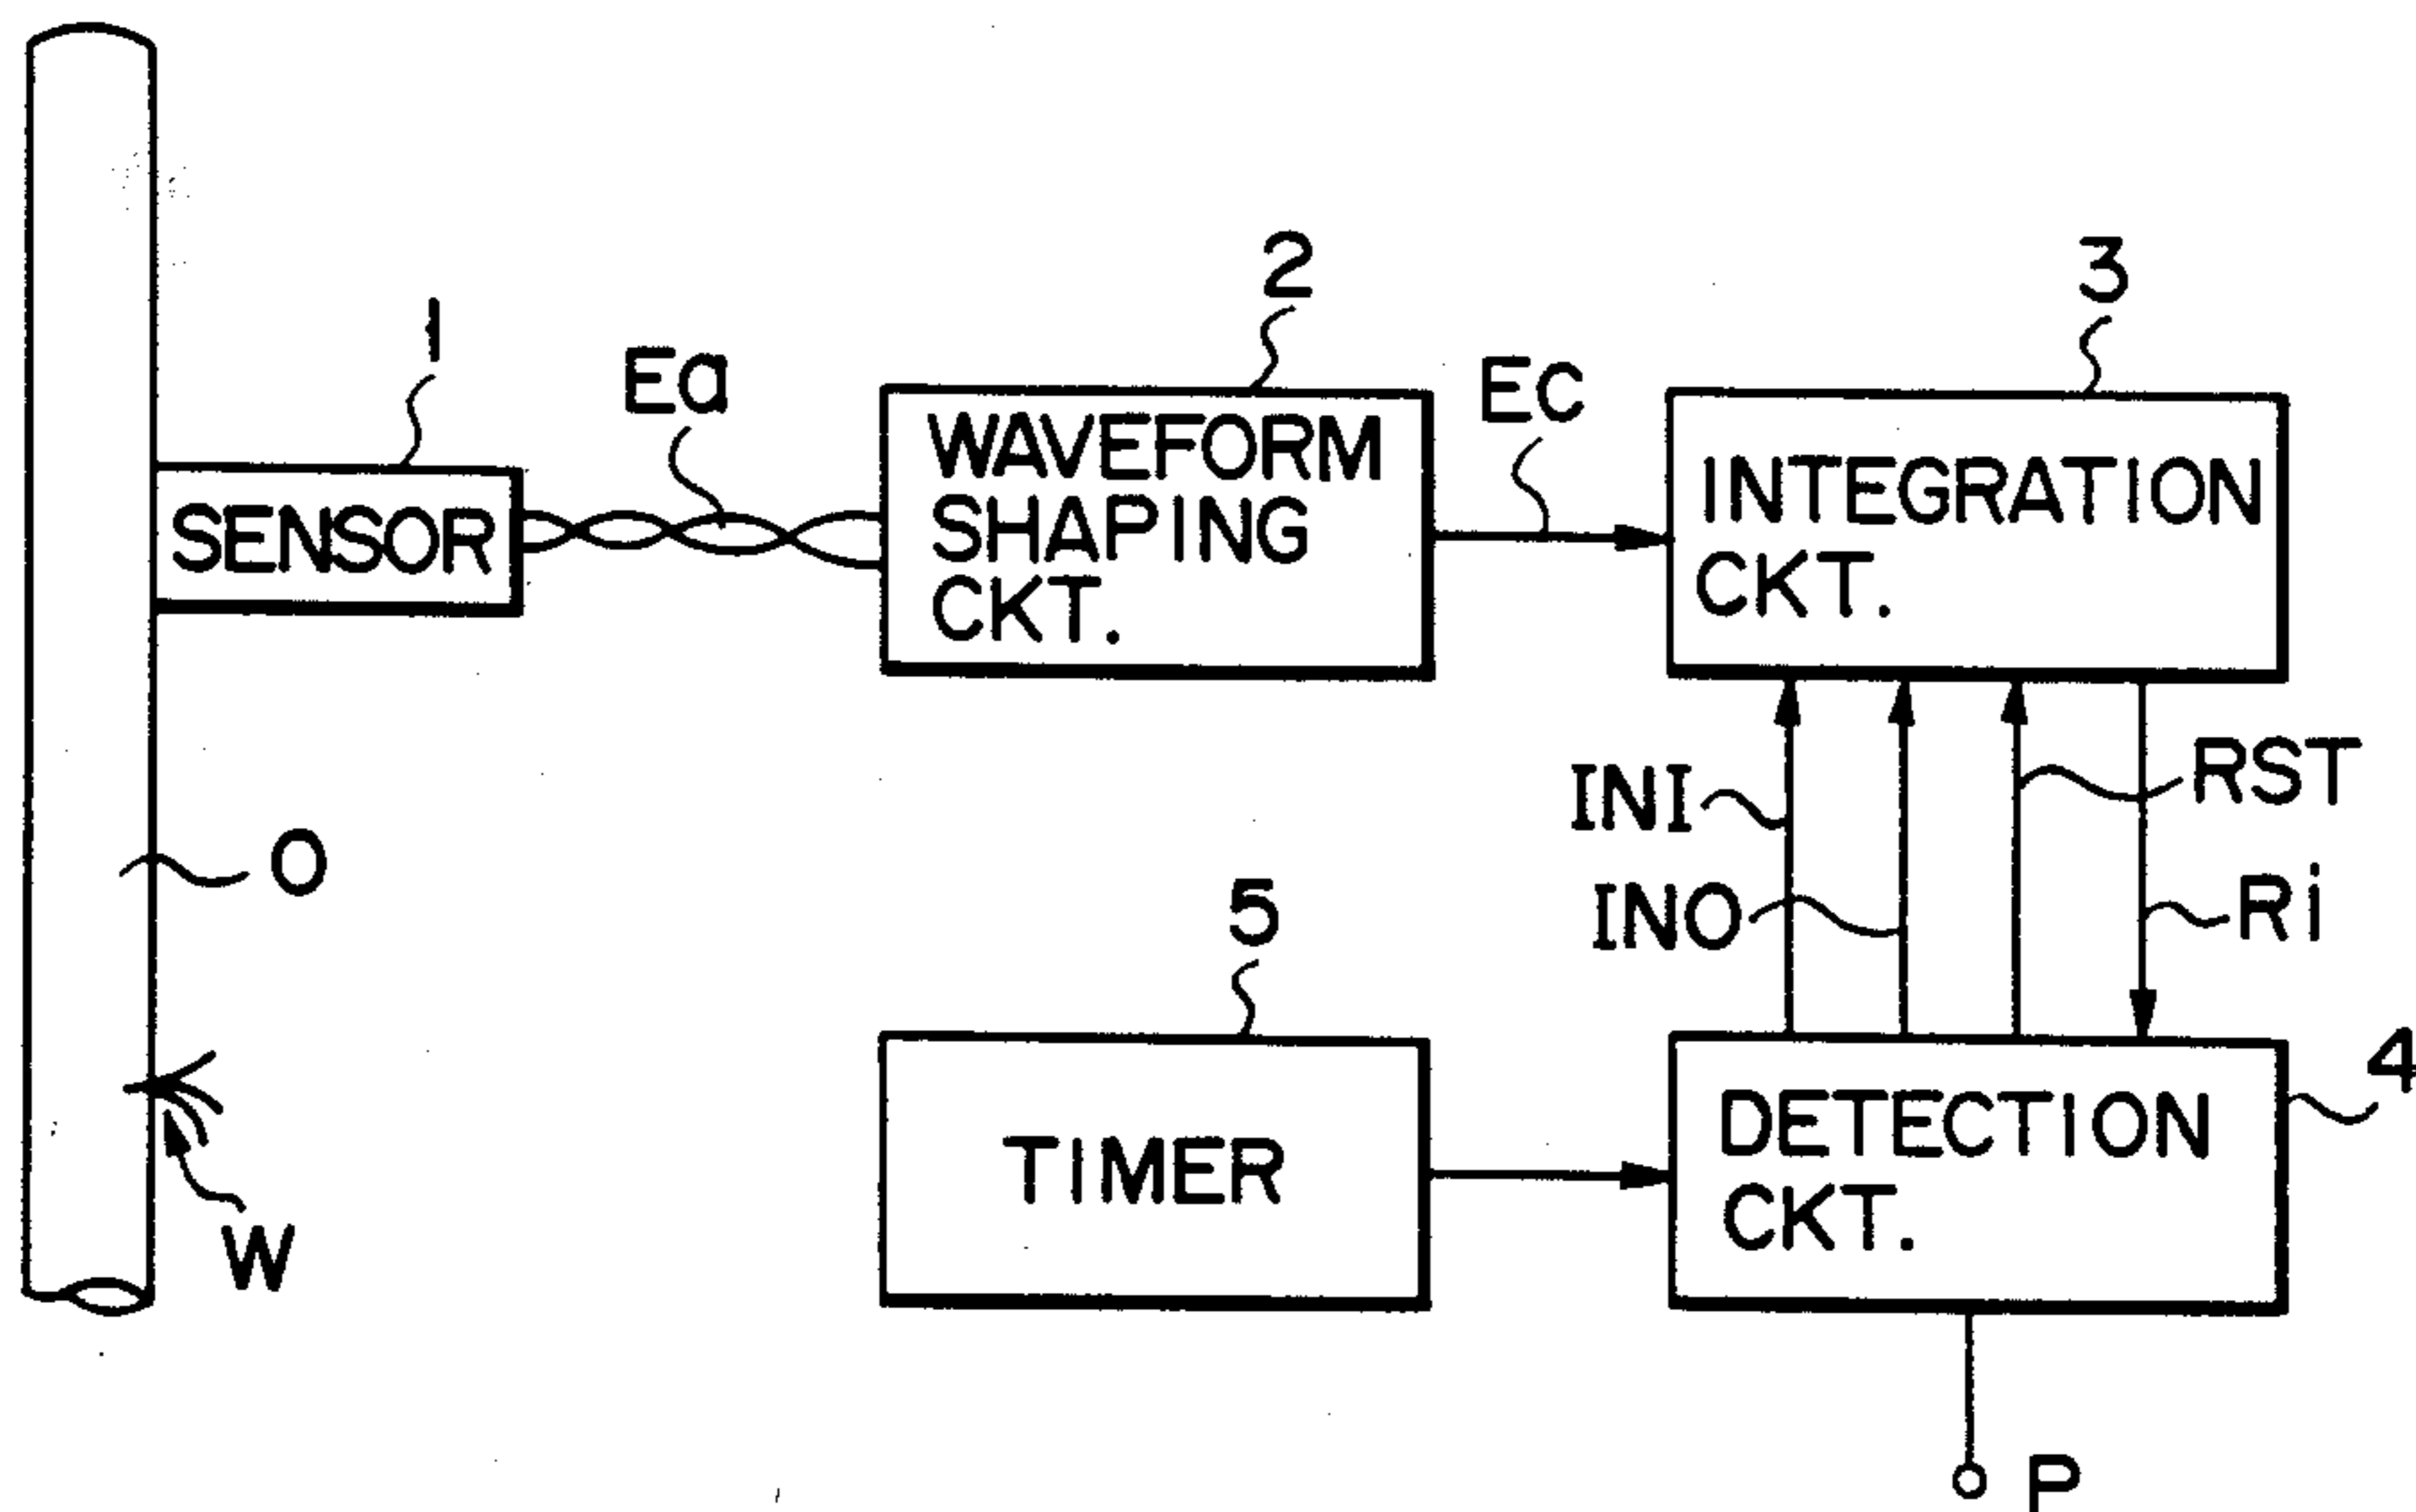 2
3
1
Ea
EC
WAVEFORM
SHAPING
CKT.
INTEGRATION
CKT.
SENSOR
RST
INI
O
5
INO
Ri
4
TIMER
DETECTION
CKT.
W
P